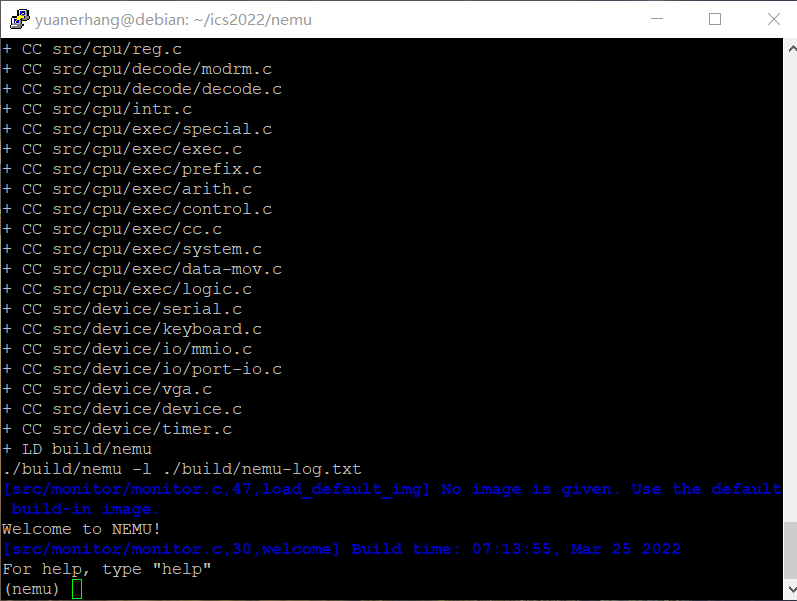 yuanerhang@debian: ~/ics2022/nemu
+ CC src/cpu/reg.c
+ CC src/cpu/decode/modrm.c
+ CC src/cpu/decode/decode.c
+ CC src/cpu/intr.c
+ CC src/cpu/exec/special.c
+ CC src/cpu/exec/exec.c
+ CC src/cpu/exec/prefix.c
+ CC src/cpu/exec/arith.c
+ CC src/cpu/exec/control.c
+ CC src/cpu/exec/cc.c
+ CC src/cpu/exec/system.c
+ CC src/cpu/exec/data-mov.c
+ CC src/cpu/exec/logic.c
+ CC src/device/serial.c
+ CC src/device/keyboard.c
+ CC src/device/io/mmio.c
+ CC src/device/io/port-io.c
+ CC src/device/vga.c
+ CC src/device/device.c
+ CC src/device/timer.c
+ LD build/nemu
./build/nemu -l ./build/nemu-log.txt
[src/monitor/monitor.c,47,load_default_img] No image is given. Use the default
 build-in image.
Welcome to NEMU!
[src/monitor/monitor.c,30,welcome] Build time: 07:13:55, Mar 25 2022
For help, type "help"
(nemu)